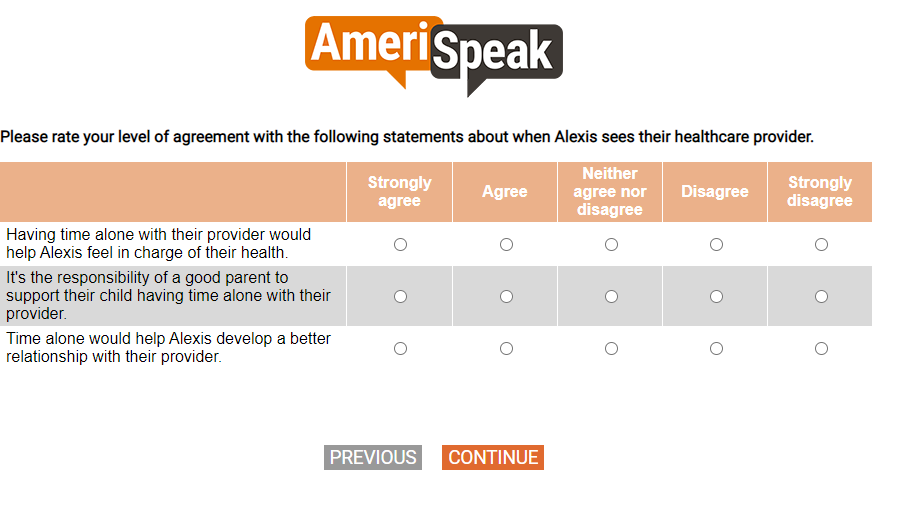 AmeriSpeak
Please rate your level of agreement with the following statements about when Alexis sees their healthcare provider.
Strongly
agree
Agree
Neither
agree nor
disagree
Disagree
Strongly
disagree
Having time alone with their provider would
help Alexis feel in charge of their health.
It's the responsibility of a good parent to
support their child having time alone with their
provider.
Time alone would help Alexis develop a better
relationship with their provider.
PREVIOUS
CONTINUE